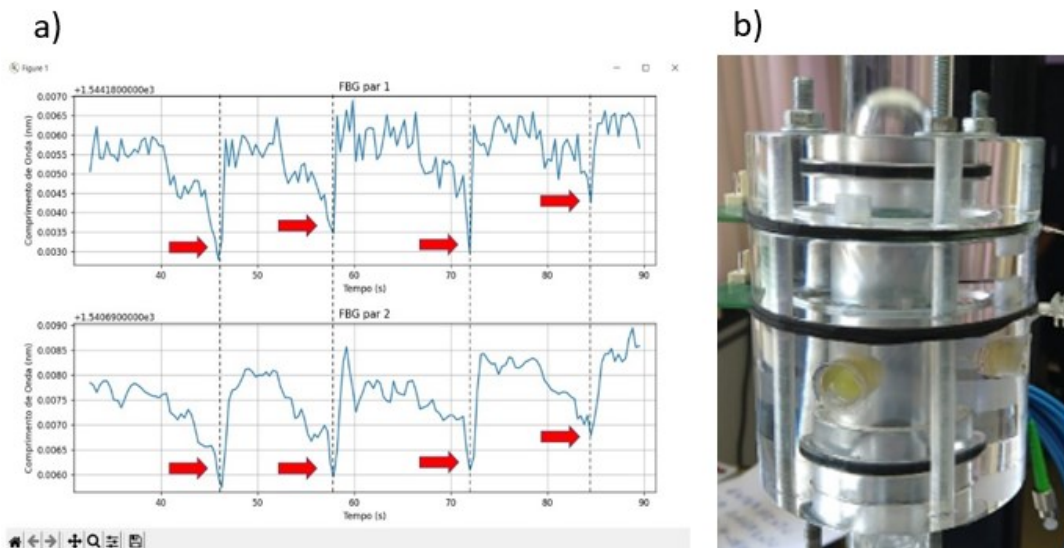 a)
b)
Figure 1
FBG par 1
+1.5441800000e3
Comprimento de Onda (nm)
0.0070
0.0065
0.0060
0.0055
0.0050
0.0045
0.0040
0.0035
0.0030
40 50 60 70 80 90
Tempo (s)
FBG par 2
+1.5406900000e3
Comprimento de Onda (nm)
0.0090
0.0085
0.0080
0.0075
0.0070
0.0065
0.0060
40 50 60 70 80 90
Tempo (s)